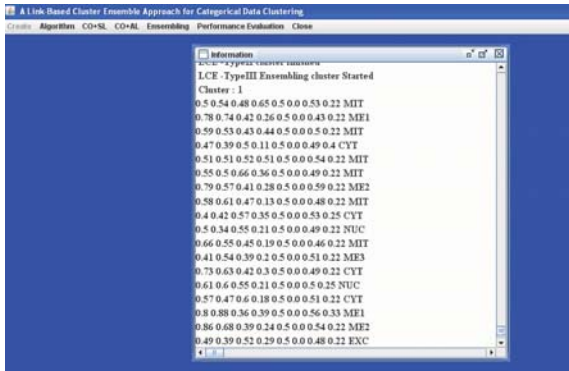 A Link-Based Cluster Ensemble Approach for Categorical Data Clustering
Create Algorithm CO+SL CO+AL Ensembling Performance Evaluation Close
Information
LCE -TypeII cluster finished
LCE -TypeIII Ensembling cluster Started
Cluster : 1
0.5 0.54 0.48 0.65 0.5 0.0 0.53 0.22 MIT
0.78 0.74 0.42 0.26 0.5 0.0 0.43 0.22 ME1
0.59 0.53 0.43 0.44 0.5 0.0 0.5 0.22 MIT
0.47 0.39 0.5 0.11 0.5 0.0 0.49 0.4 CYT
0.51 0.51 0.52 0.51 0.5 0.0 0.54 0.22 MIT
0.55 0.5 0.66 0.36 0.5 0.0 0.49 0.22 MIT
0.79 0.57 0.41 0.28 0.5 0.0 0.59 0.22 ME2
0.58 0.61 0.47 0.13 0.5 0.0 0.48 0.22 MIT
0.4 0.42 0.57 0.35 0.5 0.0 0.53 0.25 CYT
0.5 0.34 0.55 0.21 0.5 0.0 0.49 0.22 NUC
0.66 0.55 0.45 0.19 0.5 0.0 0.46 0.22 MIT
0.41 0.54 0.39 0.2 0.5 0.0 0.51 0.22 ME3
0.73 0.63 0.42 0.3 0.5 0.0 0.49 0.22 CYT
0.61 0.6 0.55 0.21 0.5 0.0 0.5 0.25 NUC
0.57 0.47 0.6 0.18 0.5 0.0 0.51 0.22 CYT
0.8 0.88 0.36 0.39 0.5 0.0 0.56 0.33 ME1
0.86 0.68 0.39 0.24 0.5 0.0 0.54 0.22 ME2
0.49 0.39 0.52 0.29 0.5 0.0 0.48 0.22 EXC